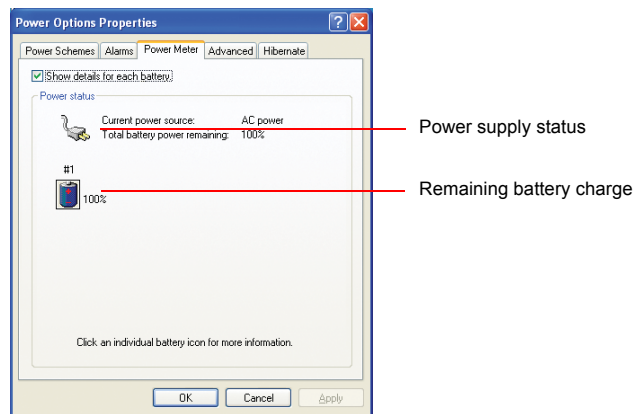 Power Options Properties
Power Schemes Alarms Power Meter Advanced Hibernate
Show details for each battery.
Power status
Current power source: AC power
Total battery power remaining: 100%
Power supply status
#1
100%
Remaining battery charge
Click an individual battery icon for more information.
OK Cancel Apply